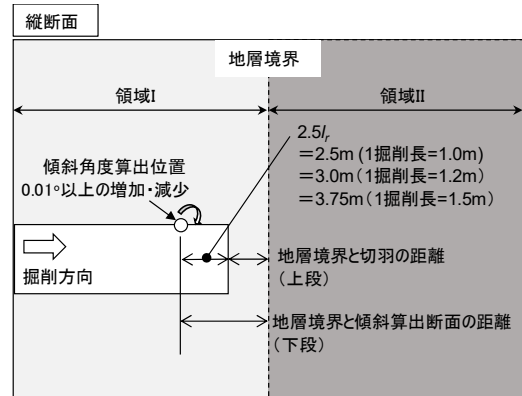 縦断面
地層境界
領域I
領域II
2.5lr
=2.5m (1掘削長=1.0m)
=3.0m(1掘削長=1.2m)
=3.75m(1掘削長=1.5m)
傾斜角度算出位置
0.01°以上の増加・減少
掘削方向
地層境界と切羽の距離
(上段)
地層境界と傾斜算出断面の距離
(下段)